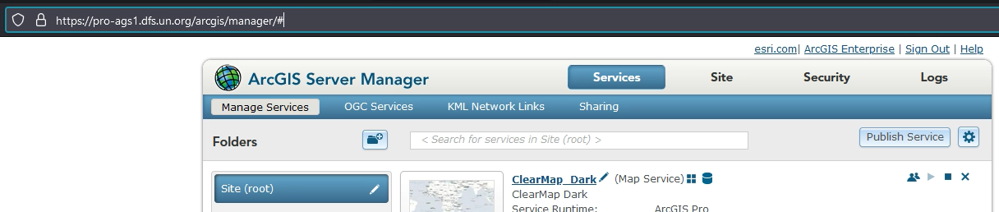 https://pro-ags1.dfs.un.org/arcgis/manager/#
esri.com| ArcGIS Enterprise | Sign Out | Help
ArcGIS Server Manager Services Site Security Logs
Manage Services OGC Services KML Network Links Sharing
Folders < Search for services in Site (root) > Publish Service
Site (root) ClearMap_Dark (Map Service)
ClearMap Dark
Service Runtime: ArcGIS Pro